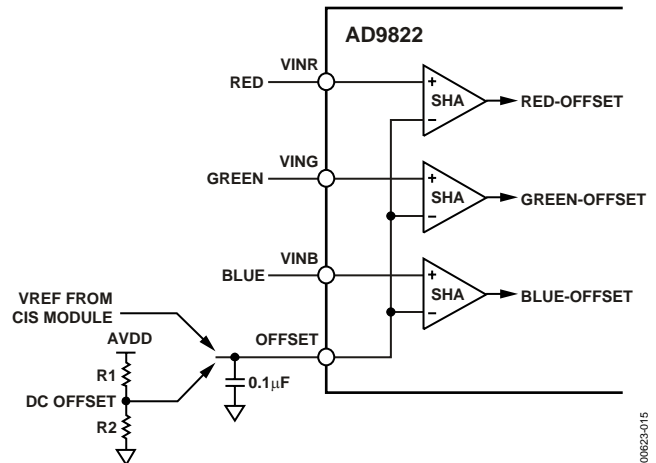 AD9822
VINR
RED
+
SHA
−
RED-OFFSET
VING
GREEN
+
SHA
−
GREEN-OFFSET
VINB
BLUE
+
SHA
−
BLUE-OFFSET
VREF FROM
CIS MODULE
AVDD
OFFSET
R1
0.1μF
DC OFFSET
R2
00623-015